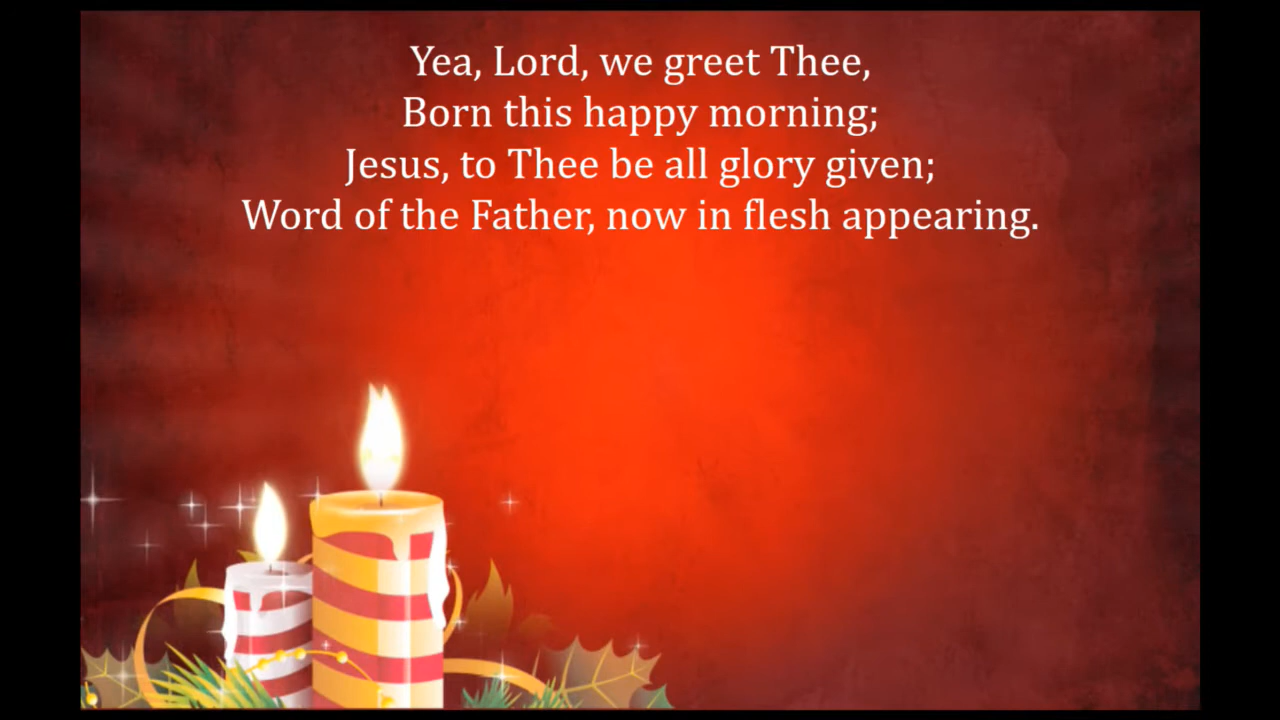 Yea, Lord, we greet Thee,
Born this happy morning;
Jesus, to Thee be all glory given;
Word of the Father, now in flesh appearing.